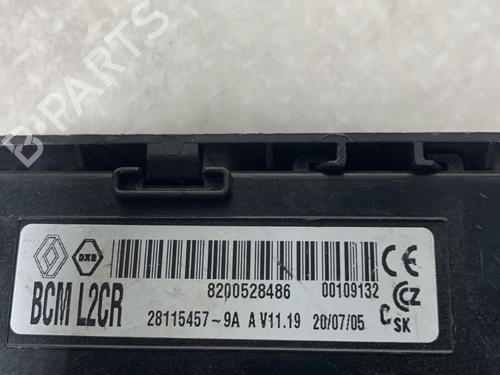 B-Parts
8200528486 00109132
BCM L2CR
28115457-9A A V11.19 20/07/05
CE
CZ
C SK